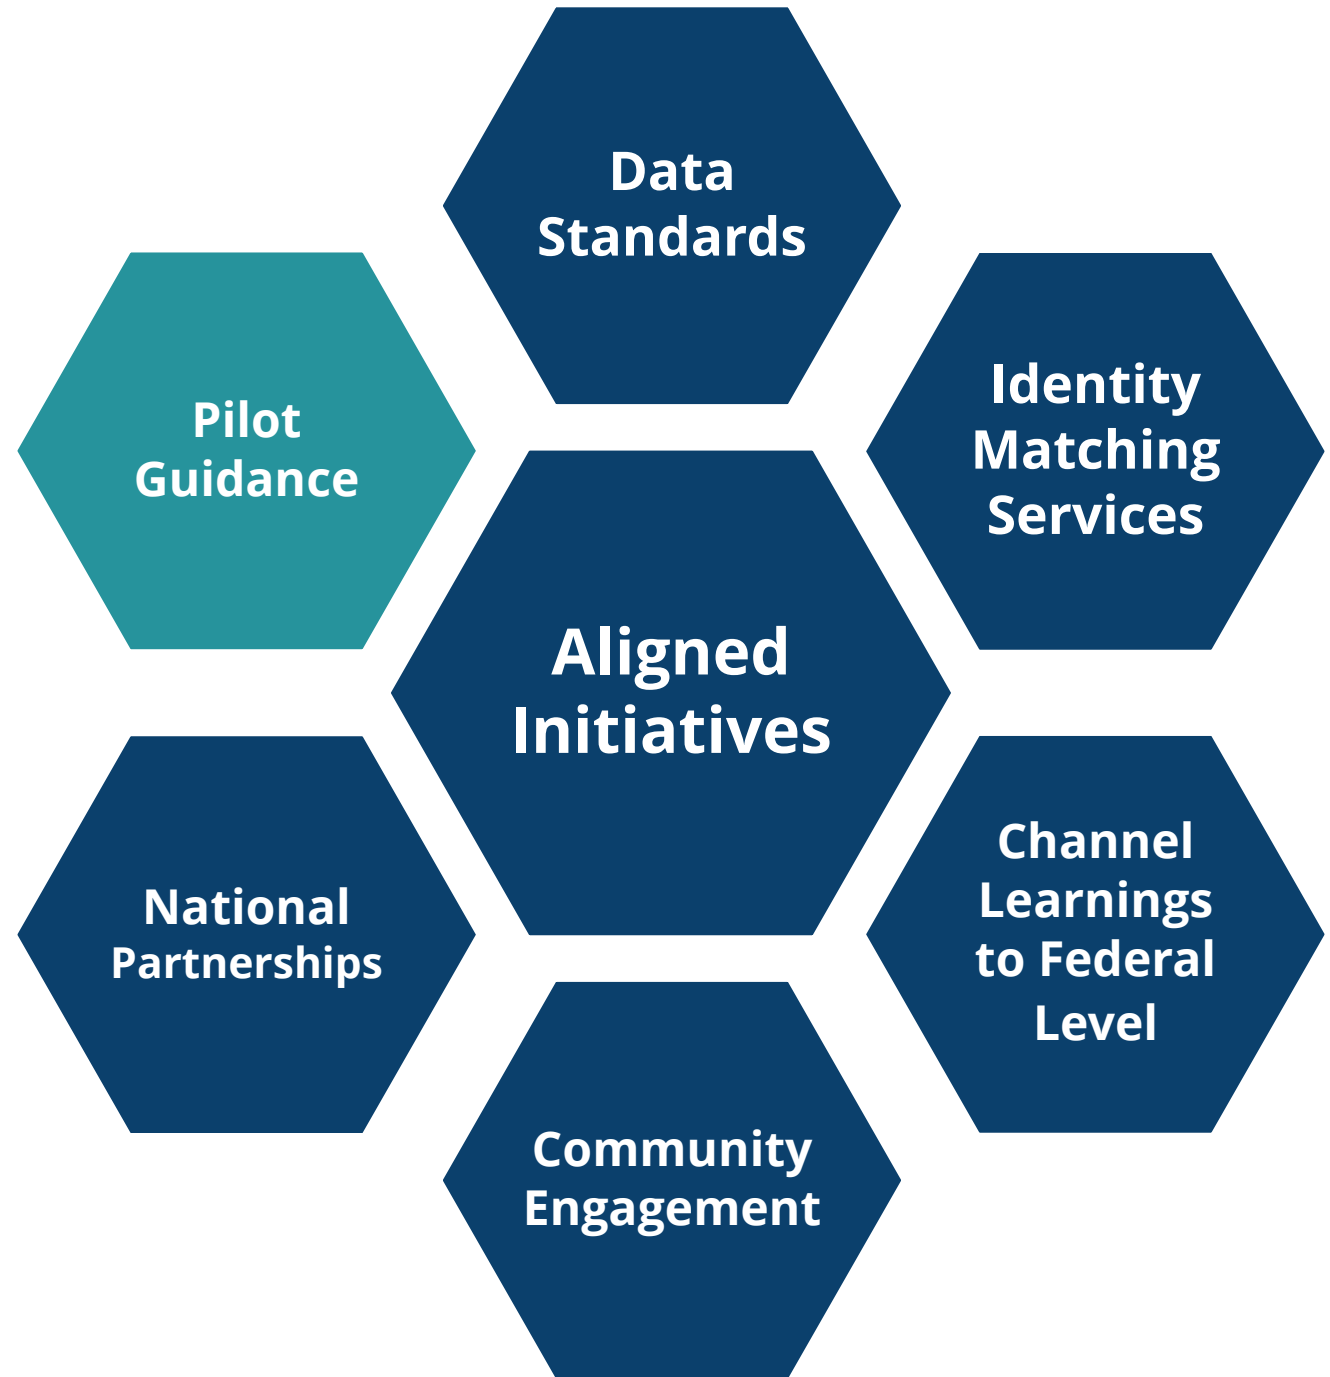 Data
Standards
Pilot
Guidance
Identity
Matching
Services
Aligned
Initiatives
National
Partnerships
Channel
Learnings
to Federal
Level
Community
Engagement